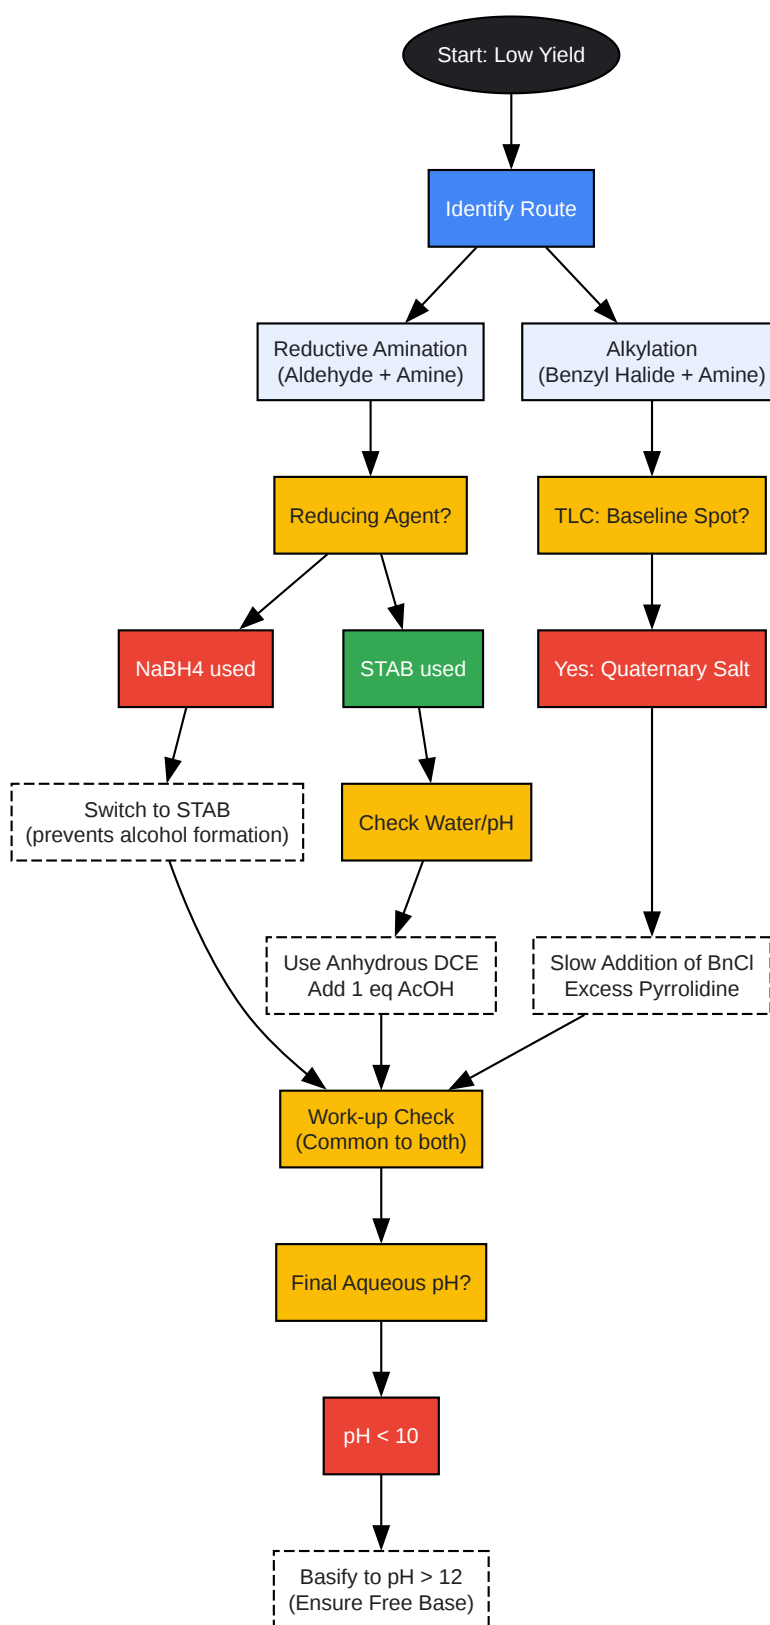 Start: Low Yield
Identify Route
Reductive Amination
(Aldehyde + Amine)
Alkylation
(Benzyl Halide + Amine)
Reducing Agent?
TLC: Baseline Spot?
NaBH4 used
STAB used
Yes: Quaternary Salt
Switch to STAB
(prevents alcohol formation)
Check Water/pH
Use Anhydrous DCE
Add 1 eq AcOH
Slow Addition of BnCl
Excess Pyrrolidine
Work-up Check
(Common to both)
Final Aqueous pH?
pH < 10
Basify to pH > 12
(Ensure Free Base)